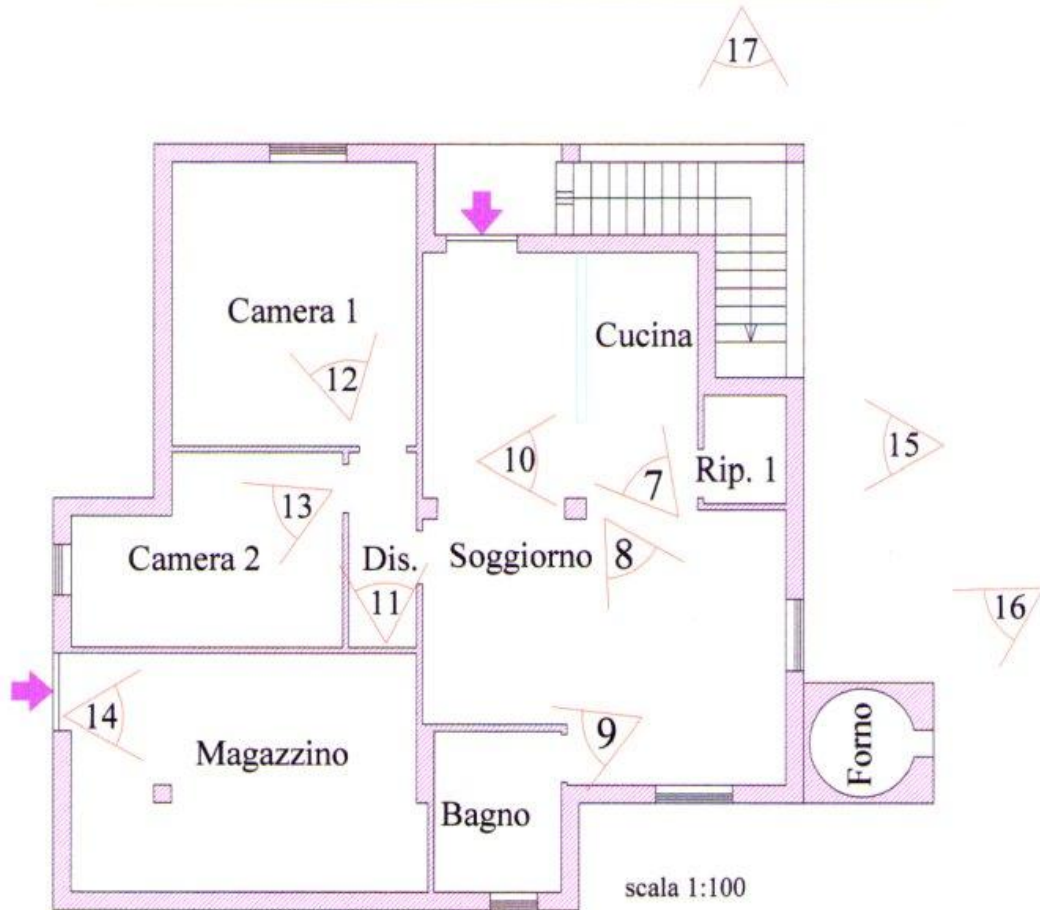 17
Camera 1
Cucina
12
10
7
Rip. 1
15
13
Camera 2
Dis.
Soggiorno
8
11
16
14
9
Magazzino
Forno
Bagno
scala 1:100